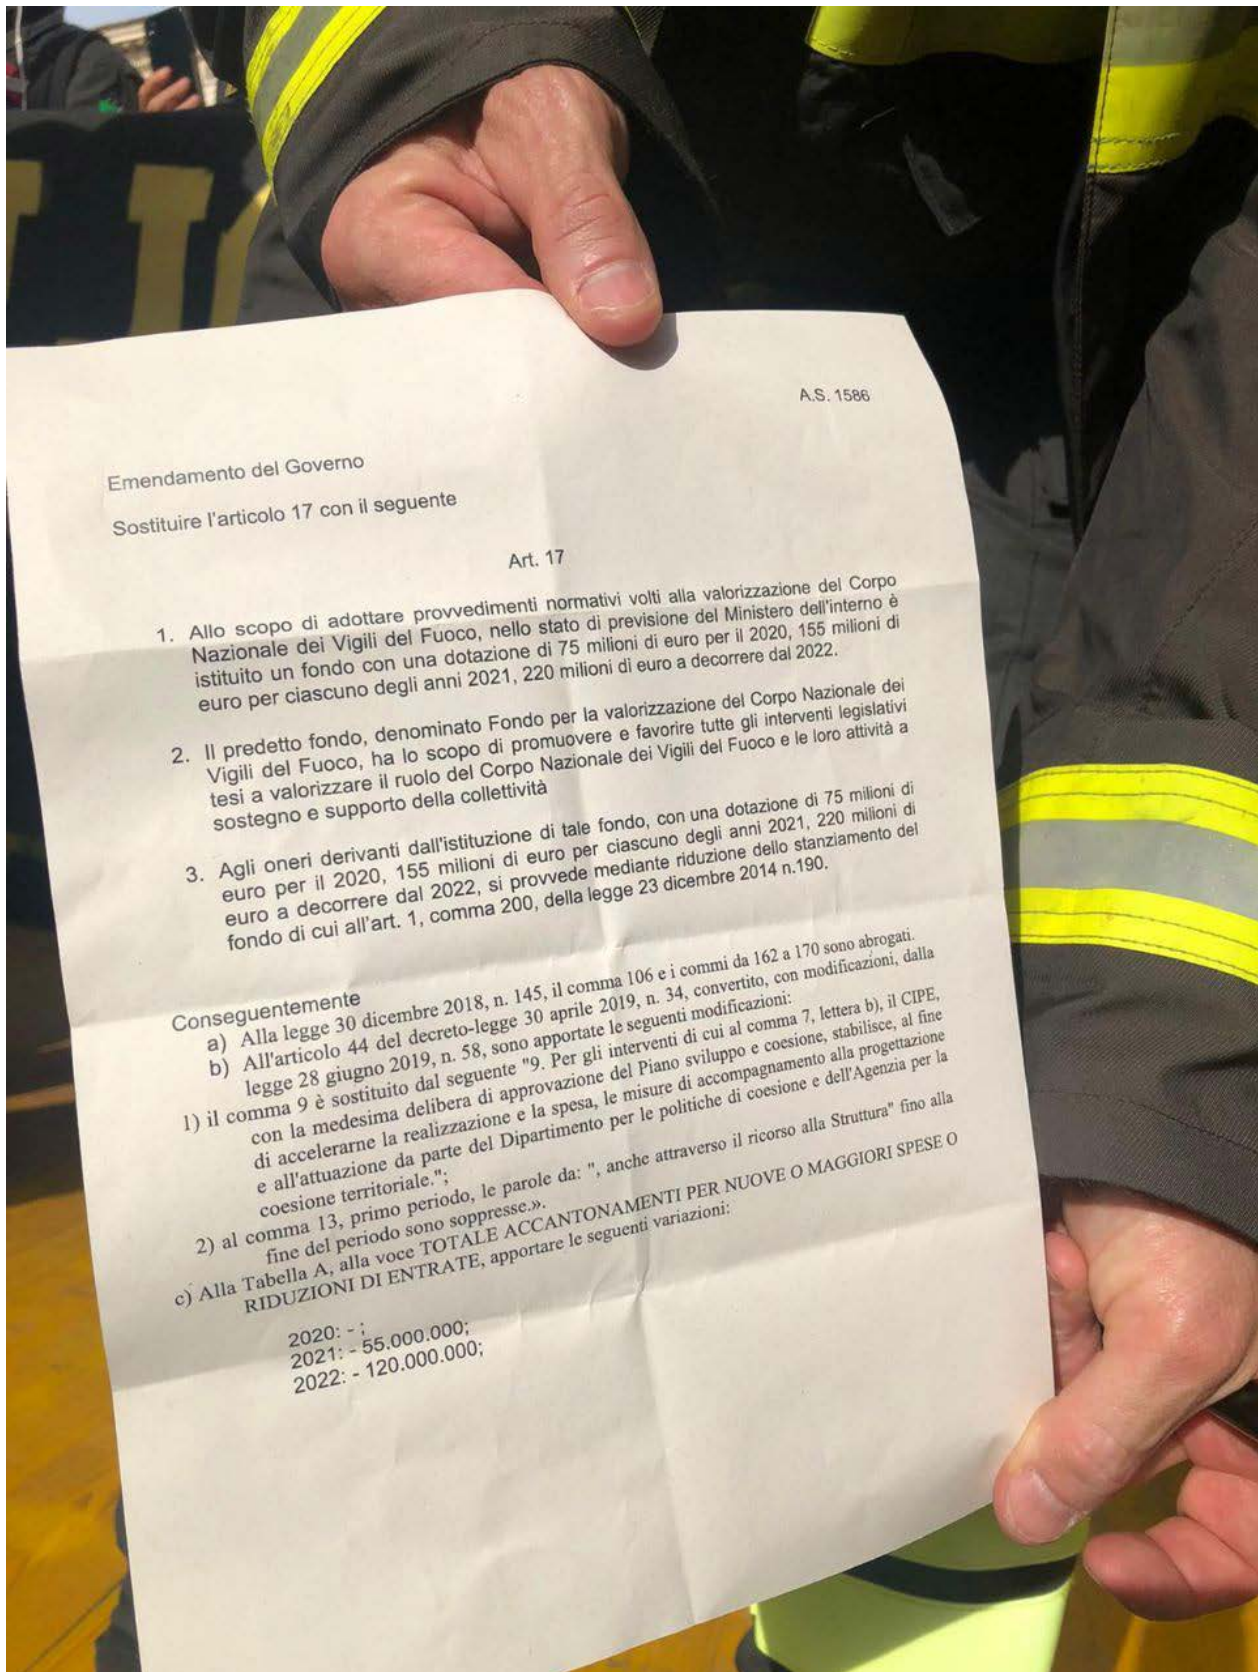 A.S. 1586
Emendamento del Governo
Sostituire l'articolo 17 con il seguente
Art. 17
1. Allo scopo di adottare provvedimenti normativi volti alla valorizzazione del Corpo
Nazionale dei Vigili del Fuoco, nello stato di previsione del Ministero dell'interno è
istituito un fondo con una dotazione di 75 milioni di euro per il 2020, 155 milioni di
euro per ciascuno degli anni 2021, 220 milioni di euro a decorrere dal 2022.
2. Il predetto fondo, denominato Fondo per la valorizzazione del Corpo Nazionale dei
Vigili del Fuoco, ha lo scopo di promuovere e favorire tutte gli interventi legislativi
tesi a valorizzare il ruolo del Corpo Nazionale dei Vigili del Fuoco e le loro attività a
sostegno e supporto della collettività
3. Agli oneri derivanti dall'istituzione di tale fondo, con una dotazione di 75 milioni di
euro per il 2020, 155 milioni di euro per ciascuno degli anni 2021, 220 milioni di
euro a decorrere dal 2022, si provvede mediante riduzione dello stanziamento del
fondo di cui all'art. 1, comma 200, della legge 23 dicembre 2014 n.190.
Conseguentemente
a) Alla legge 30 dicembre 2018, n. 145, il comma 106 e i commi da 162 a 170 sono abrogati.
b) All'articolo 44 del decreto-legge 30 aprile 2019, n. 34, convertito, con modificazioni, dalla
legge 28 giugno 2019, n. 58, sono apportate le seguenti modificazioni:
1) il comma 9 è sostituito dal seguente "9. Per gli interventi di cui al comma 7, lettera b), il CIPE,
con la medesima delibera di approvazione del Piano sviluppo e coesione, stabilisce, al fine
di accelerarne la realizzazione e la spesa, le misure di accompagnamento alla progettazione
e all'attuazione da parte del Dipartimento per le politiche di coesione e dell'Agenzia per la
coesione territoriale.";
2) al comma 13, primo periodo, le parole da: ", anche attraverso il ricorso alla Struttura" fino alla
fine del periodo sono soppresse.».
c) Alla Tabella A, alla voce TOTALE ACCANTONAMENTI PER NUOVE O MAGGIORI SPESE O
RIDUZIONI DI ENTRATE, apportare le seguenti variazioni:
2020: - ;
2021: - 55.000.000;
2022: - 120.000.000;